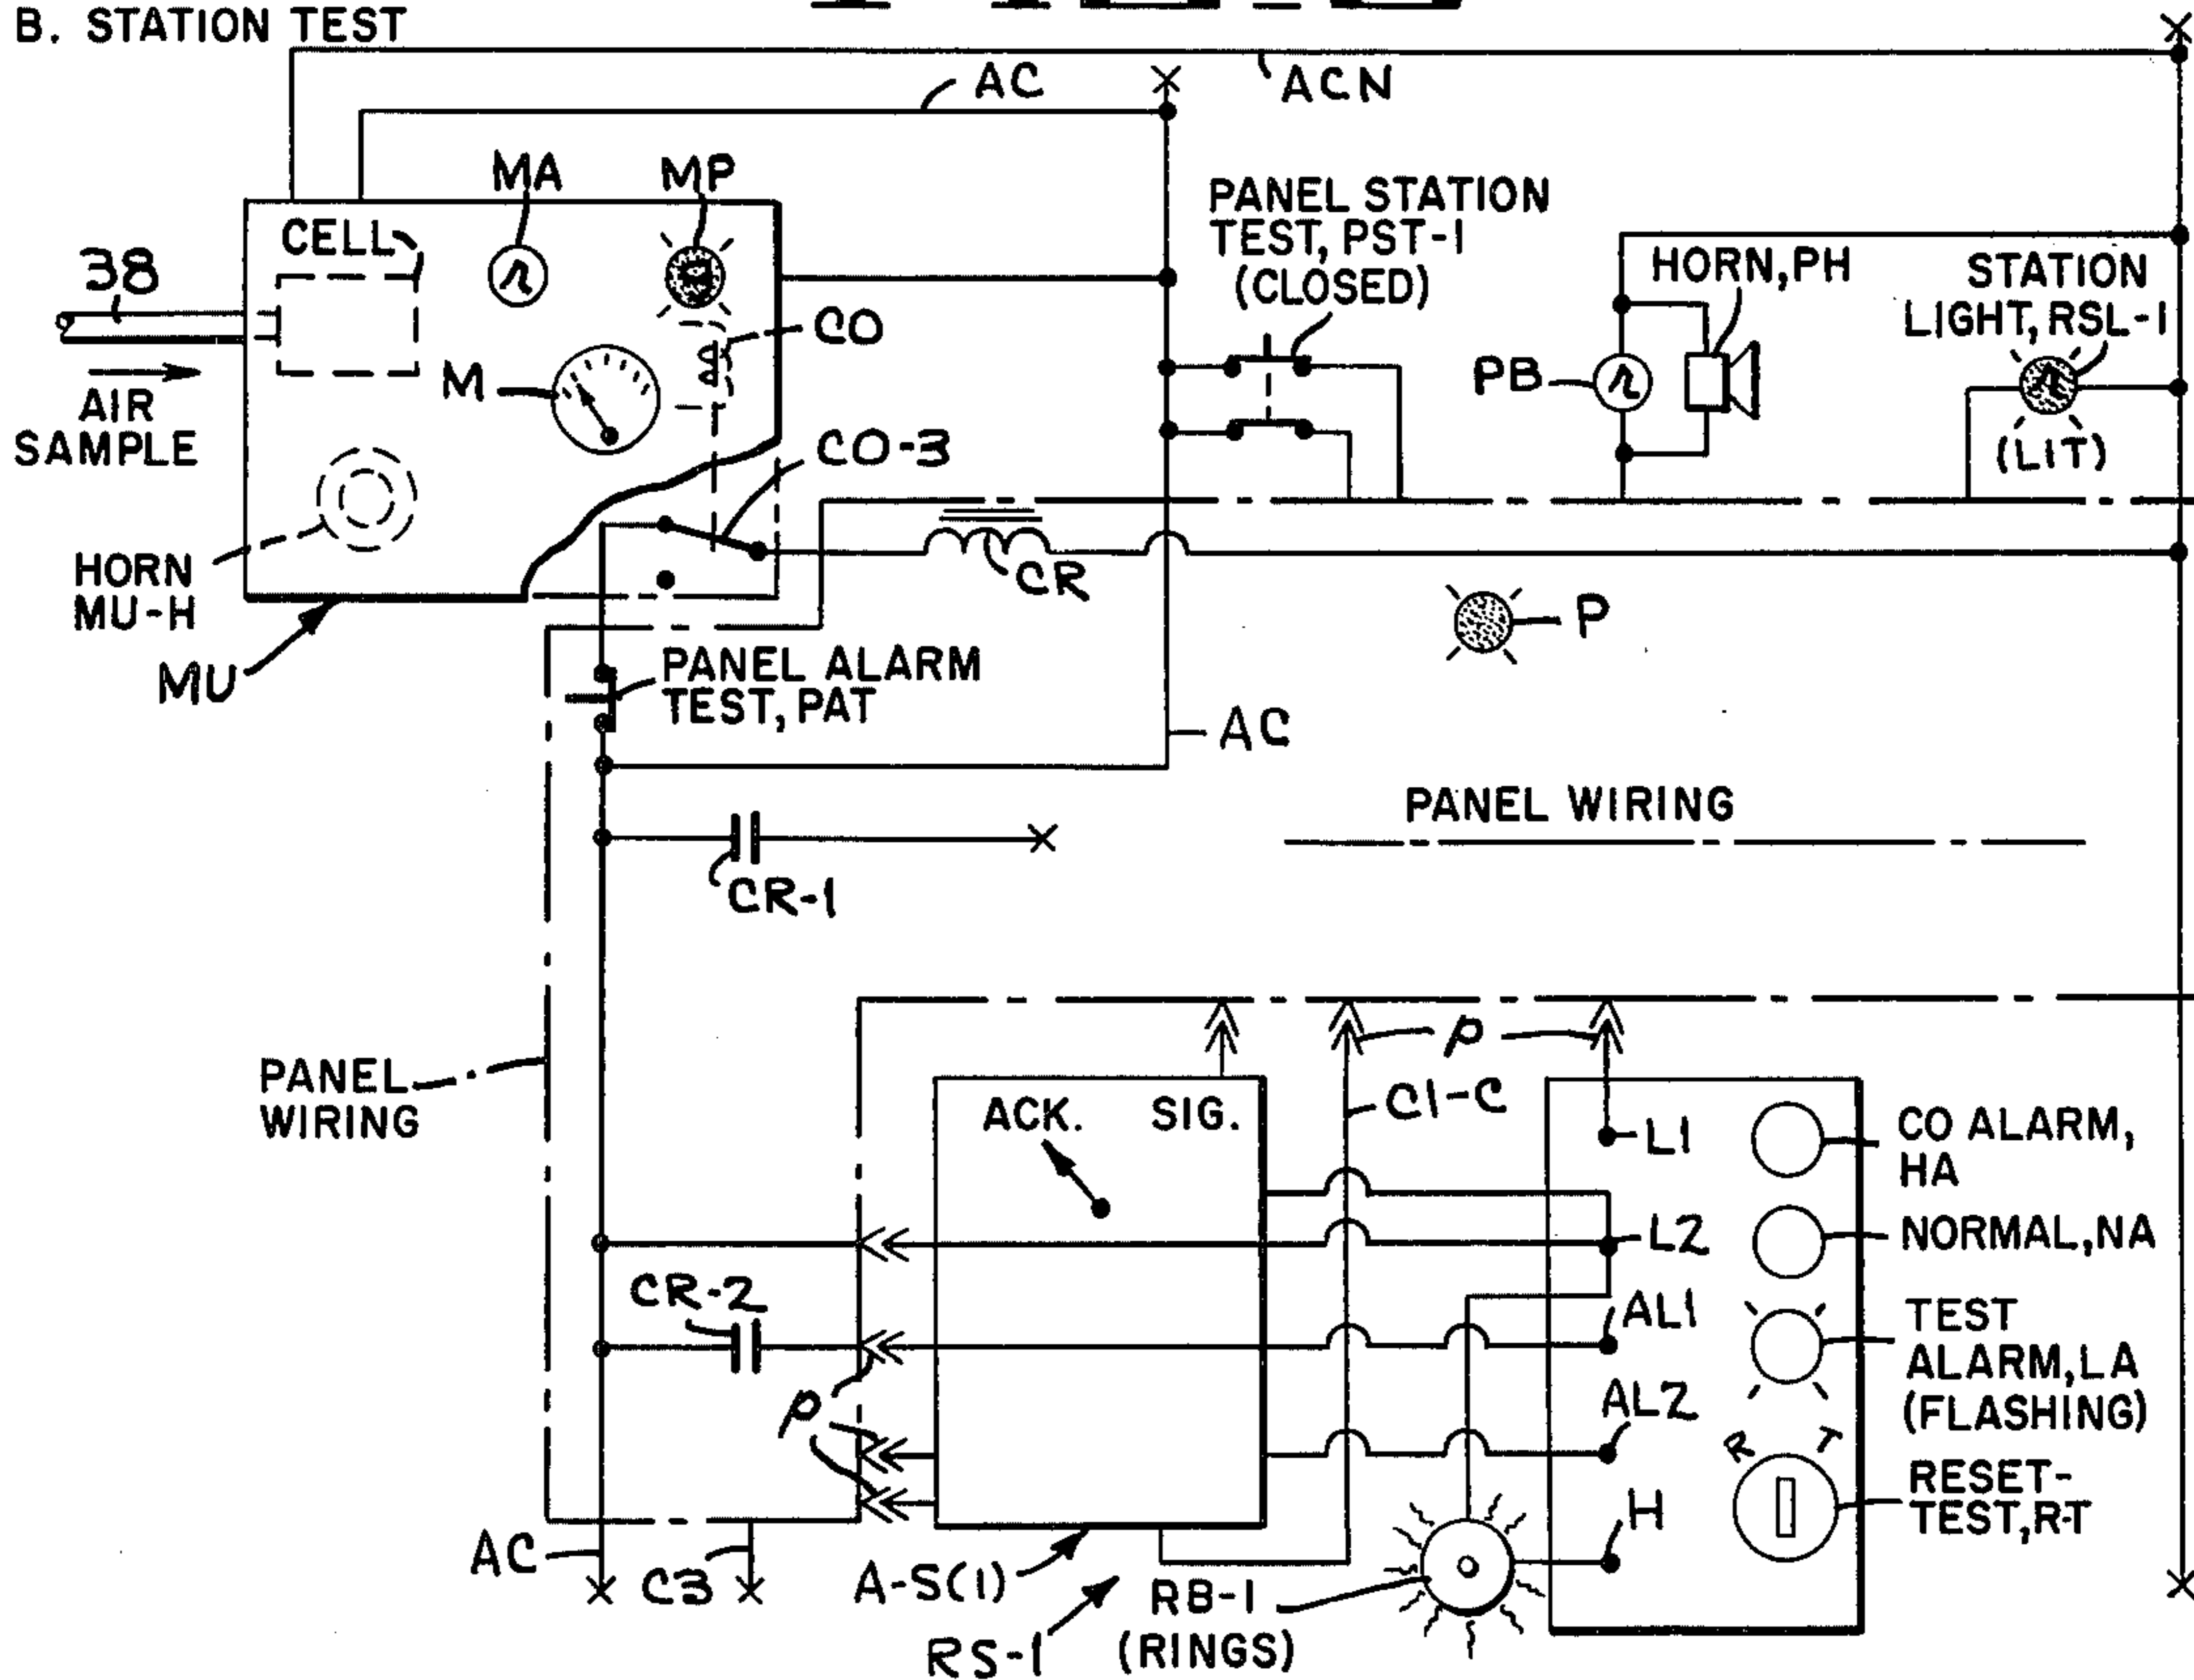 B. STATION TEST
AC
ACN
MA
MP
CELL
38
AIR
SAMPLE
M
CO
CO-3
PANEL STATION
TEST, PST-1
(CLOSED)
HORN, PH
STATION
LIGHT, RSL-1
PB
(LIT)
HORN
MU-H
MU
CR
P
PANEL ALARM
TEST, PAT
AC
PANEL WIRING
CR-1
PANEL
WIRING
P
C1-C
ACK. SIG.
L1
CO ALARM,
HA
L2
NORMAL, NA
CR-2
AL1
TEST
ALARM, LA
(FLASHING)
P
AL2
R T
RESET-
TEST, R-T
H
AC
C3
A-S(1)
RB-1
(RINGS)
RS-1